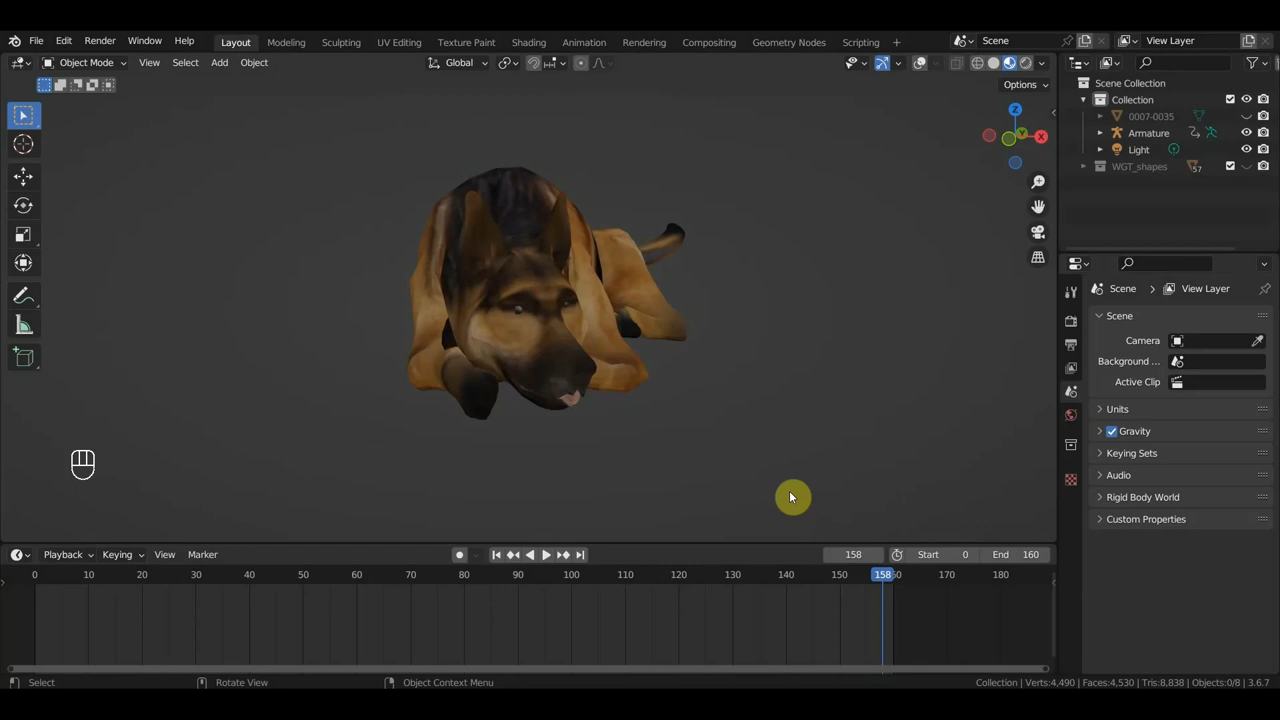 File Edit Render Window Help Layout Modeling Sculpting UV Editing Texture Paint Shading Animation Rendering Compositing Geometry Nodes Scripting + Scene View Layer
Object Mode View Select Add Object Global
Options
Z
Y
X
Scene Collection
Collection
0007-0035
Armature
Light
WGT_shapes 57
Scene View Layer
Scene
Camera
Background ...
Active Clip
Units
Gravity
Keying Sets
Audio
Rigid Body World
Custom Properties
Playback Keying View Marker 158 Start 0 End 160
0 10 20 30 40 50 60 70 80 90 100 110 120 130 140 150 158 60 170 180
Select Rotate View Object Context Menu Collection | Verts:4,490 | Faces:4,530 | Tris:8,838 | Objects:0/8 | 3.6.7